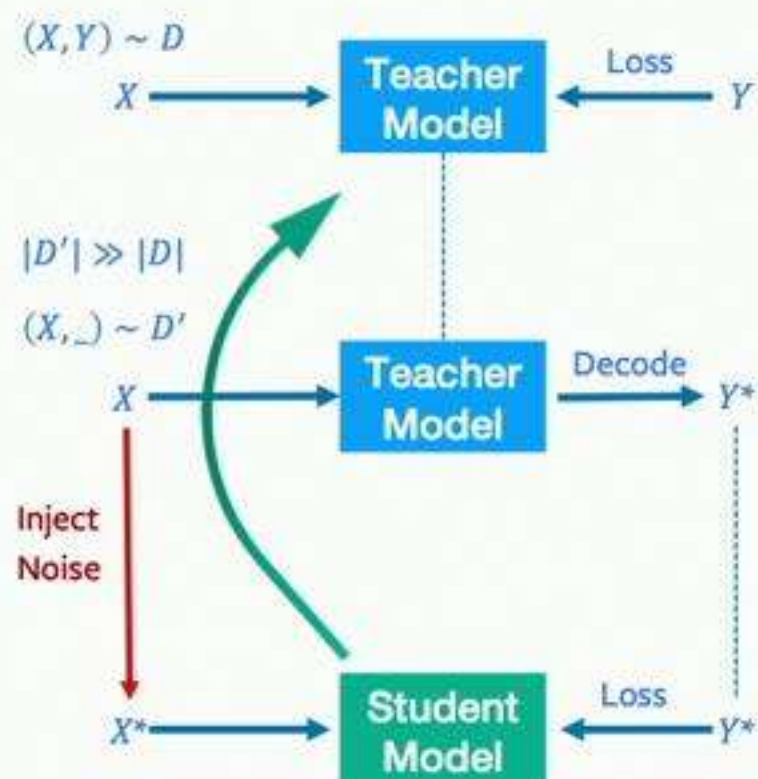 (X,Y) ~ D
X
Teacher
Model
Loss
Y
|D'| ≫ |D|
(X,_) ~ D'
X
Teacher
Model
Decode
Y*
Inject
Noise
X*
Student
Model
Loss
Y*